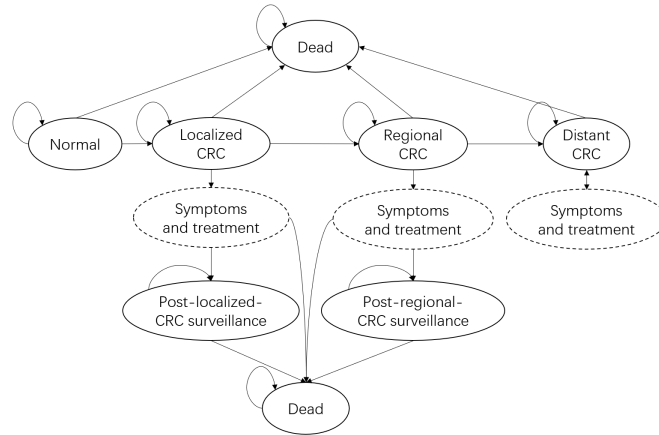 Dead
Normal
Localized
CRC
Regional
CRC
Distant
CRC
Symptoms
and treatment
Symptoms
and treatment
Symptoms
and treatment
Post-localized-
CRC surveillance
Post-regional-
CRC surveillance
Dead